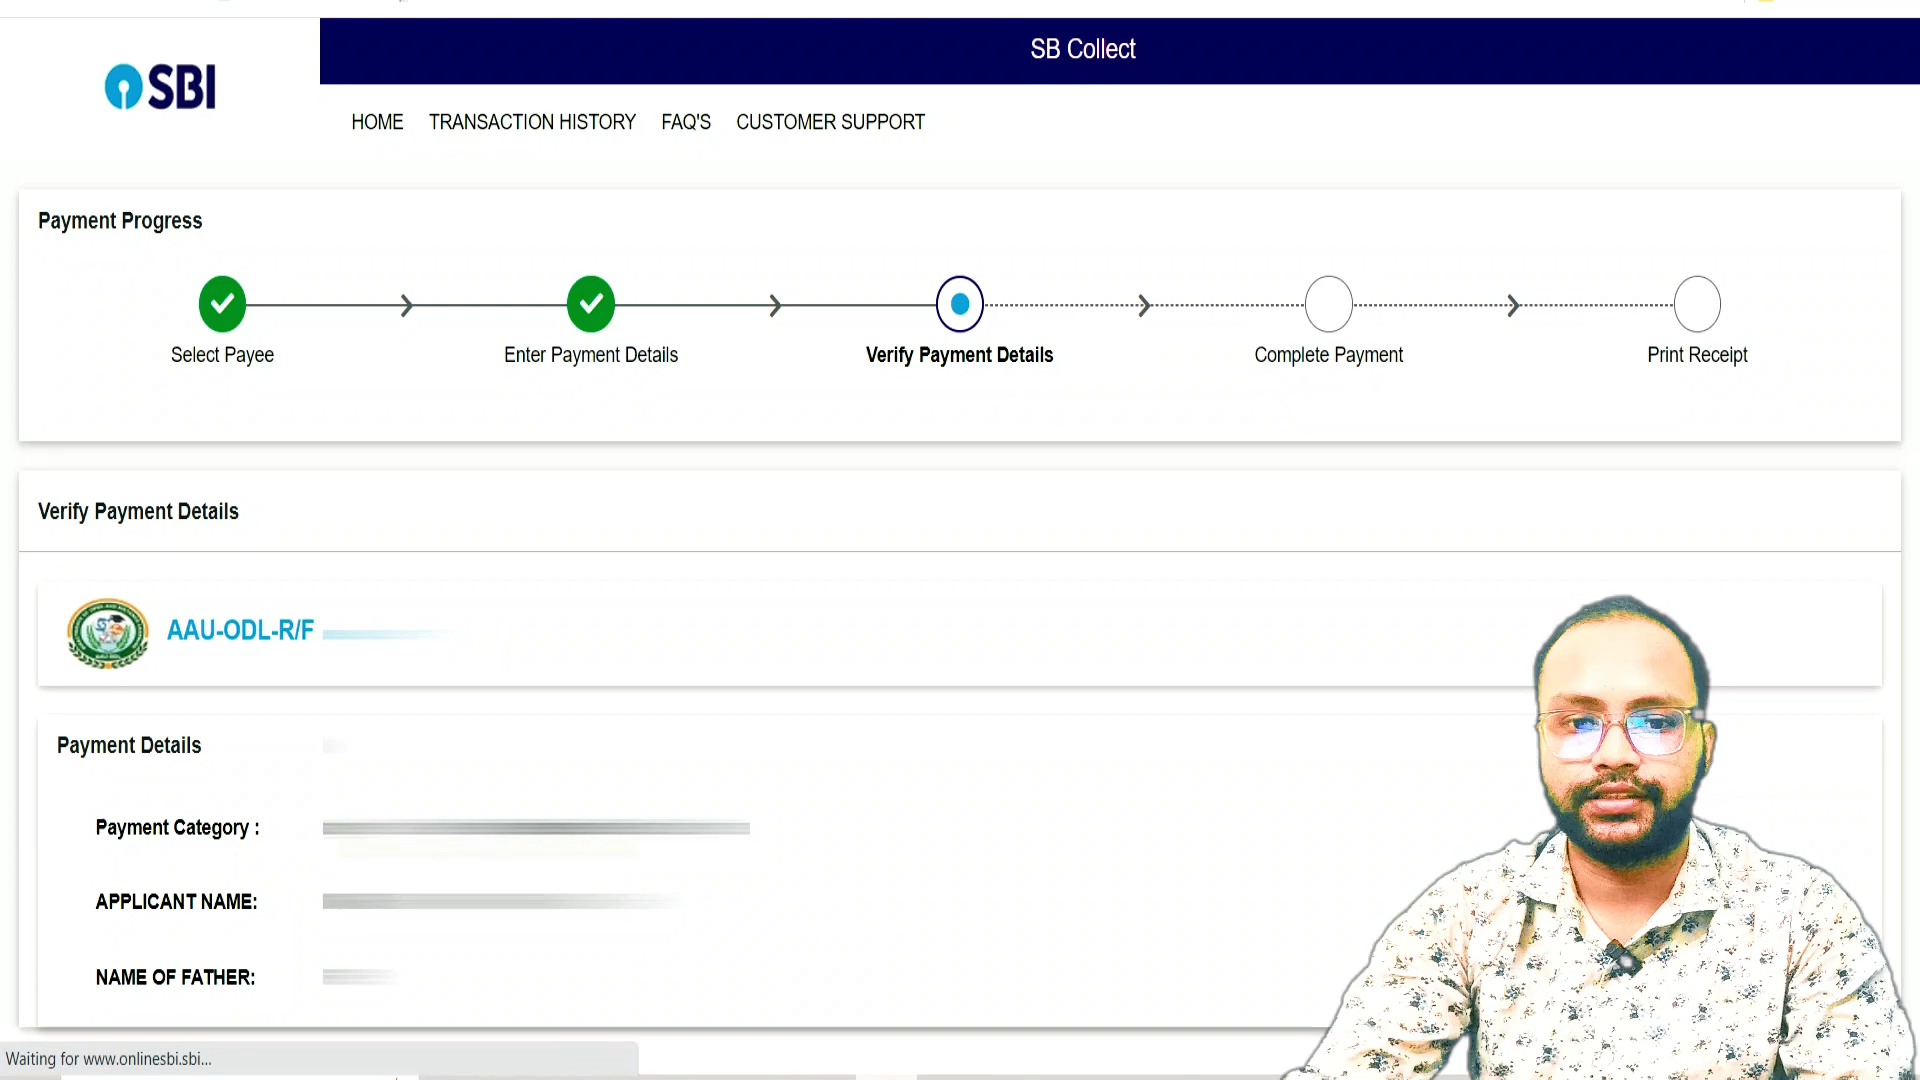 SBI
SB Collect
HOME TRANSACTION HISTORY FAQ'S CUSTOMER SUPPORT
Payment Progress
Select Payee
Enter Payment Details
Verify Payment Details
Complete Payment
Print Receipt
Verify Payment Details
AAU-ODL-R/F
Payment Details
Payment Category :
APPLICANT NAME:
NAME OF FATHER:
Waiting for www.onlinesbi.sbi...